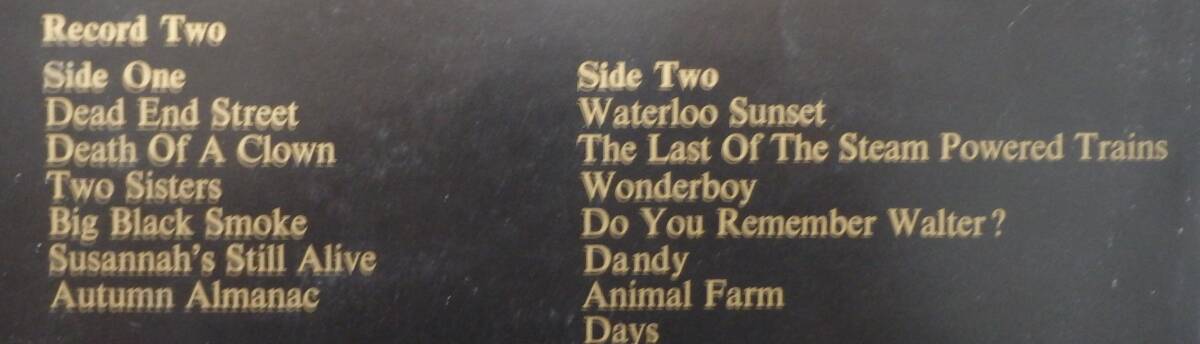 Record Two
Side One
Dead End Street
Death Of A Clown
Two Sisters
Big Black Smoke
Susannah's Still Alive
Autumn Almanac
Side Two
Waterloo Sunset
The Last Of The Steam Powered Trains
Wonderboy
Do You Remember Walter?
Dandy
Animal Farm
Days